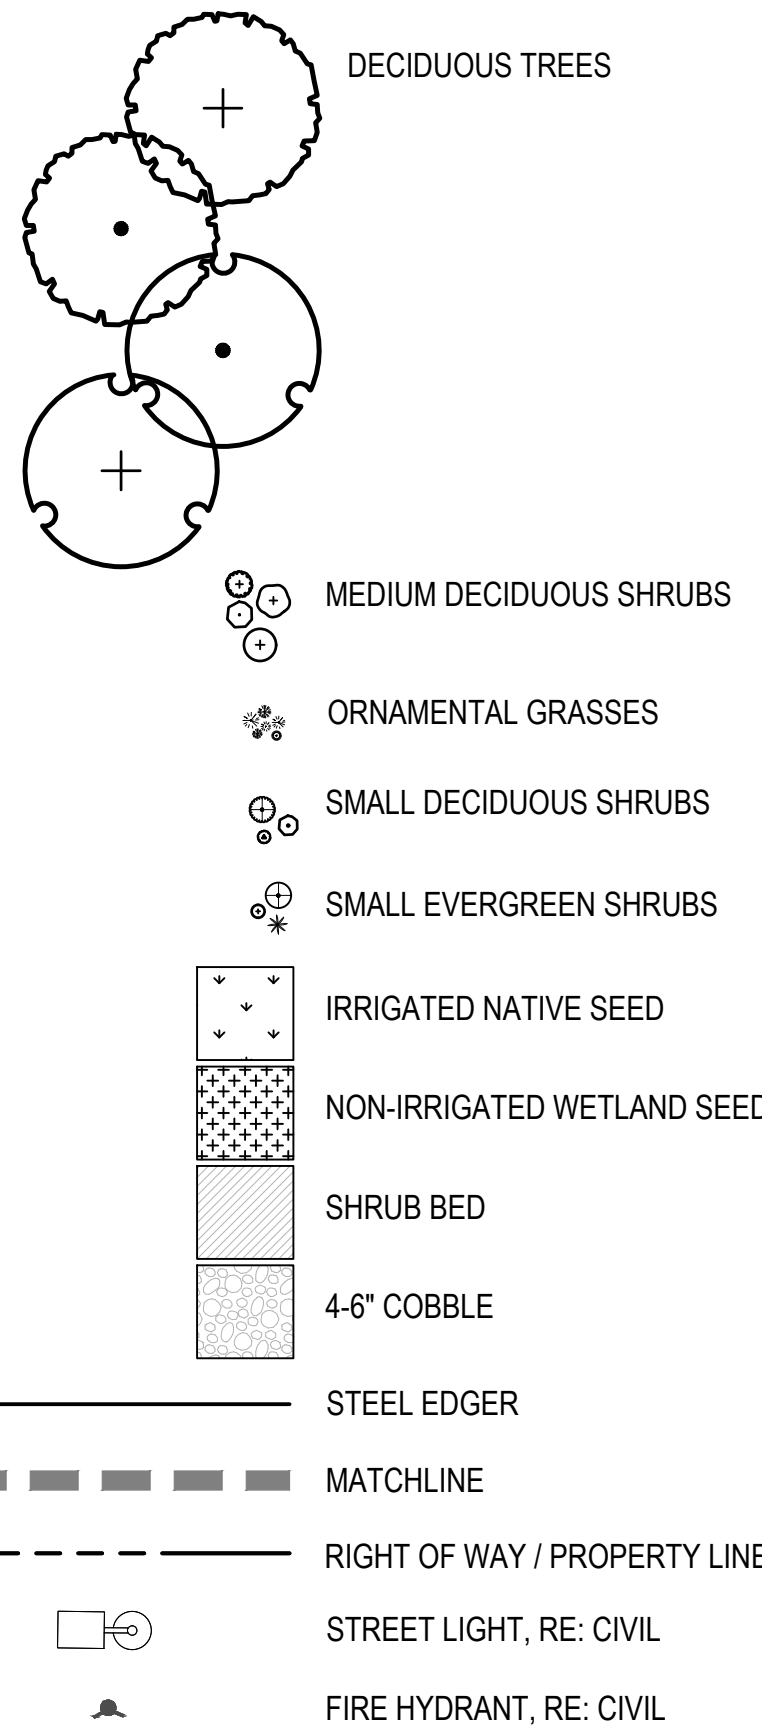 DECIDUOUS TREES
MEDIUM DECIDUOUS SHRUBS
ORNAMENTAL GRASSES
SMALL DECIDUOUS SHRUBS
SMALL EVERGREEN SHRUBS
IRRIGATED NATIVE SEED
NON-IRRIGATED WETLAND SEED
SHRUB BED
4-6" COBBLE
STEEL EDGER
MATCHLINE
RIGHT OF WAY / PROPERTY LINE
STREET LIGHT, RE: CIVIL
FIRE HYDRANT, RE: CIVIL